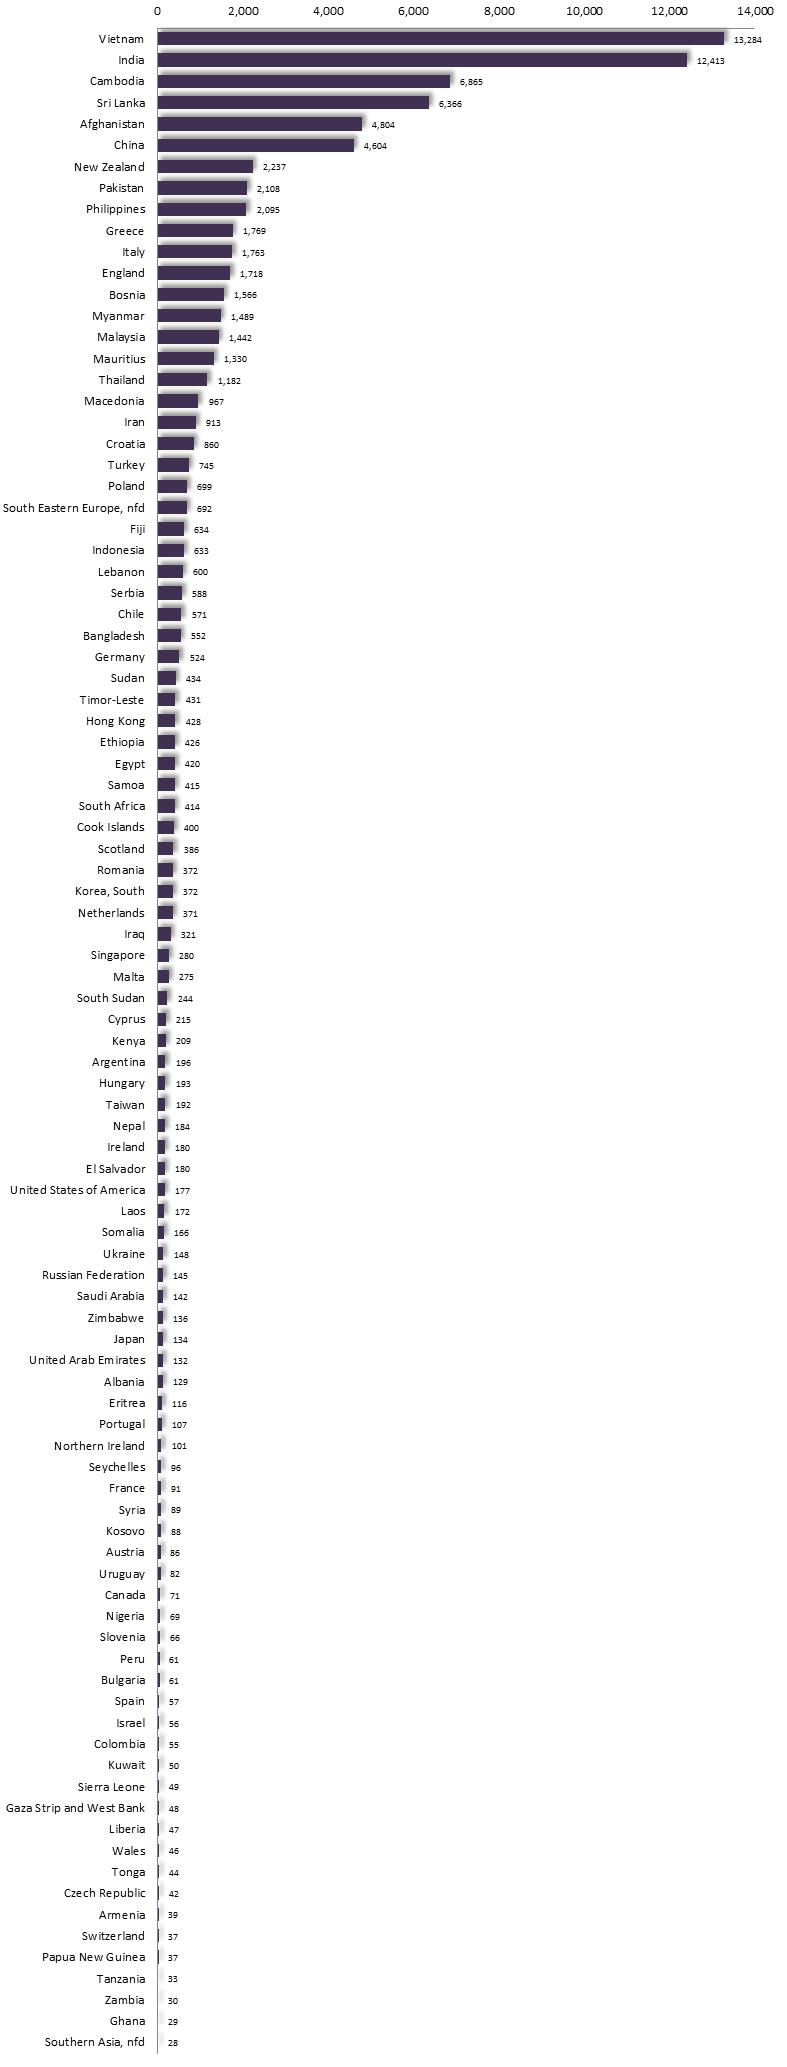 0 2,000 4,000 6,000 8,000 10,000 12,000 14,000
Vietnam 13,284
India 12,413
Cambodia 6,865
Sri Lanka 6,366
Afghanistan 4,804
China 4,604
New Zealand 2,237
Pakistan 2,108
Philippines 2,095
Greece 1,769
Italy 1,763
England 1,718
Bosnia 1,566
Myanmar 1,489
Malaysia 1,442
Mauritius 1,330
Thailand 1,182
Macedonia 967
Iran 913
Croatia 860
Turkey 745
Poland 699
South Eastern Europe, nfd 692
Fiji 634
Indonesia 633
Lebanon 600
Serbia 588
Chile 571
Bangladesh 552
Germany 524
Sudan 434
Timor-Leste 431
Hong Kong 428
Ethiopia 426
Egypt 420
Samoa 415
South Africa 414
Cook Islands 400
Scotland 386
Romania 372
Korea, South 372
Netherlands 371
Iraq 321
Singapore 280
Malta 275
South Sudan 244
Cyprus 215
Kenya 209
Argentina 196
Hungary 193
Taiwan 192
Nepal 184
Ireland 180
El Salvador 180
United States of America 177
Laos 172
Somalia 166
Ukraine 148
Russian Federation 145
Saudi Arabia 142
Zimbabwe 136
Japan 134
United Arab Emirates 132
Albania 129
Eritrea 116
Portugal 107
Northern Ireland 101
Seychelles 96
France 91
Syria 89
Kosovo 88
Austria 86
Uruguay 82
Canada 71
Nigeria 69
Slovenia 66
Peru 61
Bulgaria 61
Spain 57
Israel 56
Colombia 55
Kuwait 50
Sierra Leone 49
Gaza Strip and West Bank 48
Liberia 47
Wales 46
Tonga 44
Czech Republic 42
Armenia 39
Switzerland 37
Papua New Guinea 37
Tanzania 33
Zambia 30
Ghana 29
Southern Asia, nfd 28